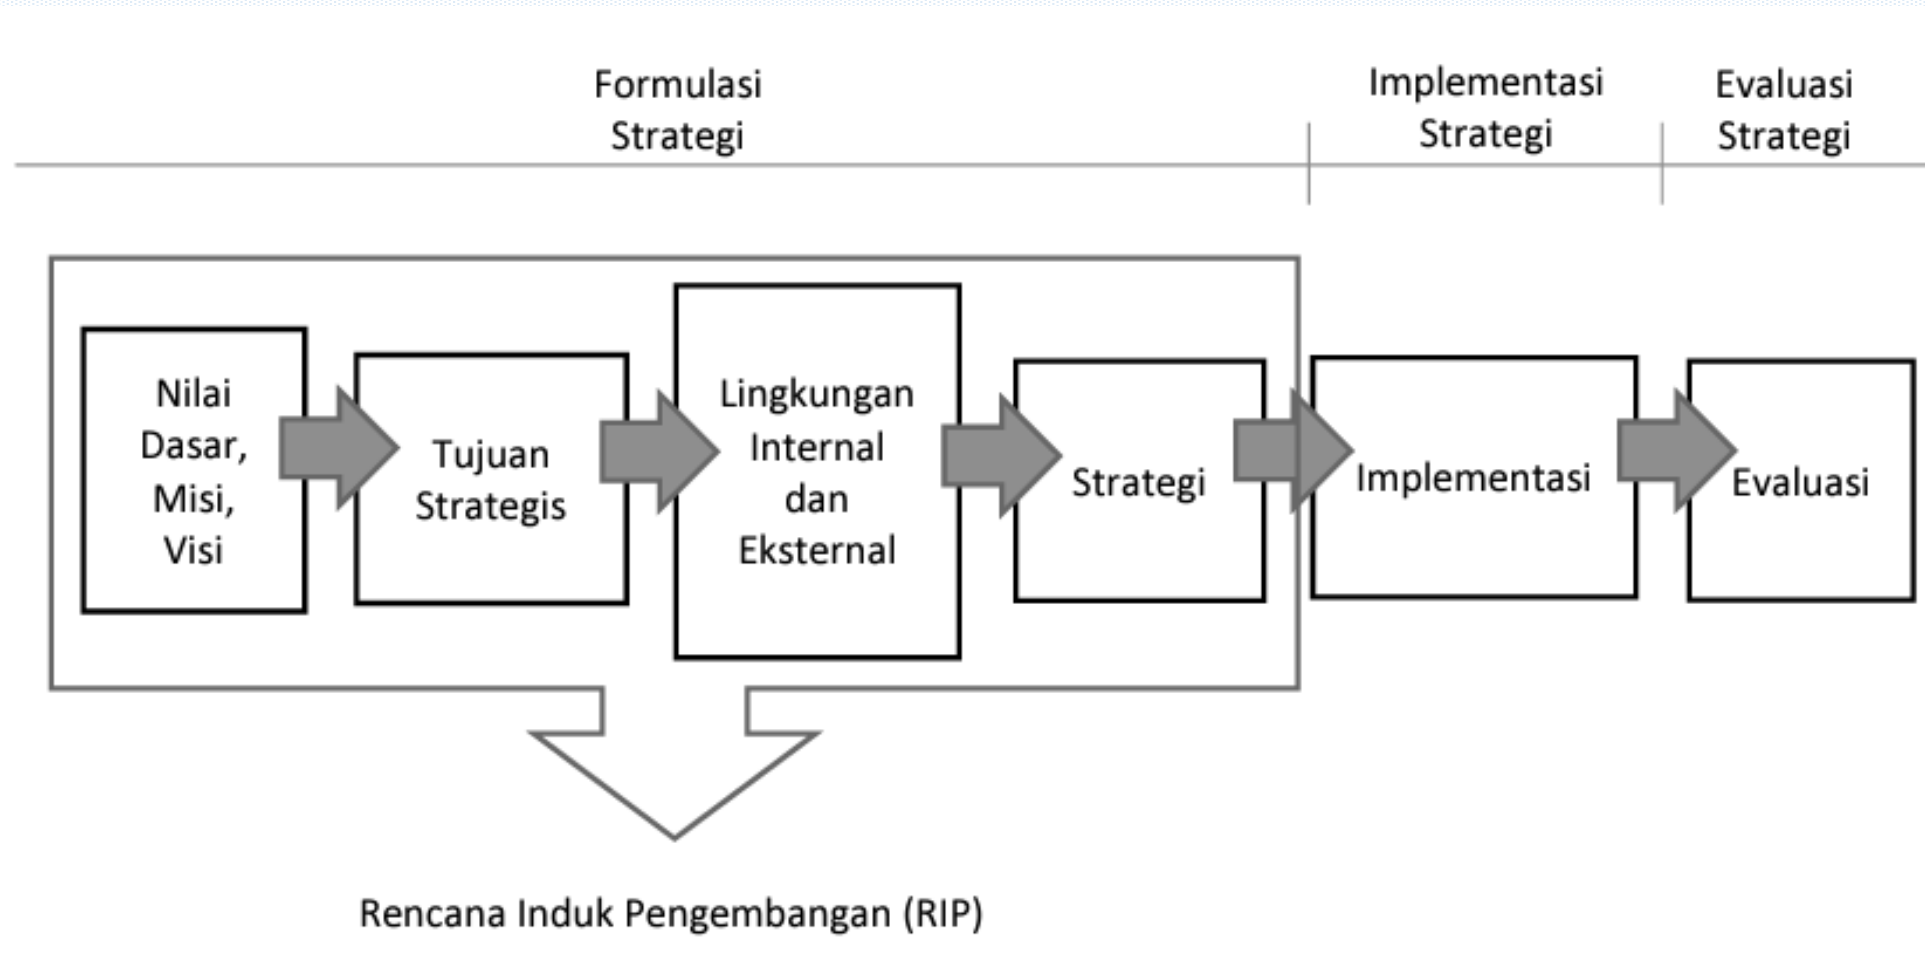 Formulasi
Strategi
Implementasi
Strategi
Evaluasi
Strategi
Nilai
Dasar,
Misi,
Visi
Tujuan
Strategis
Lingkungan
Internal
dan
Eksternal
Strategi
Implementasi
Evaluasi
Rencana Induk Pengembangan (RIP)